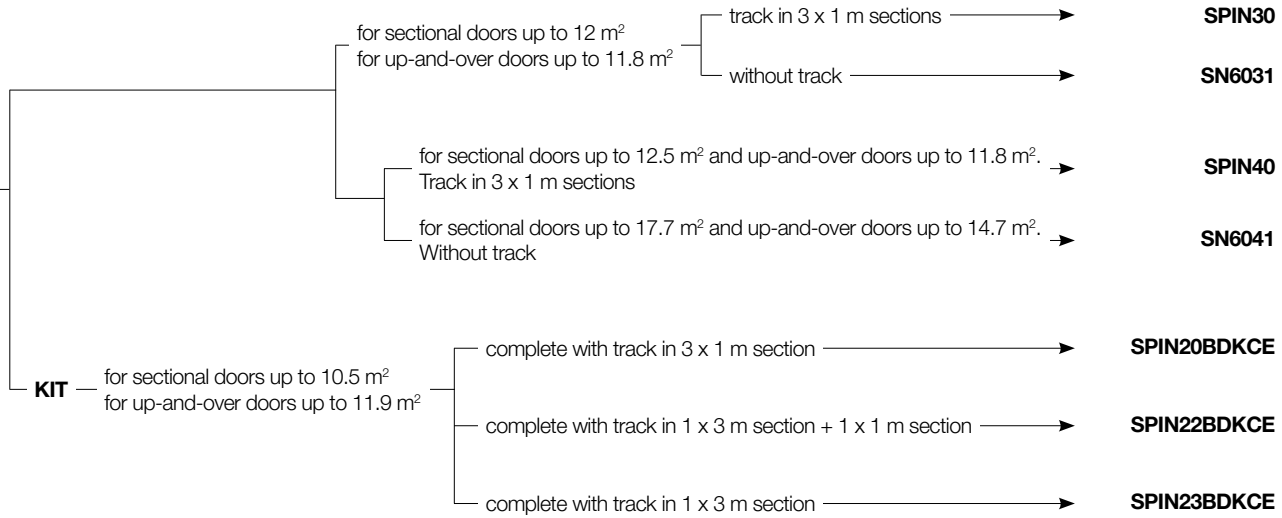 track in 3 x 1 m sections SPIN30
for sectional doors up to 12 m²
for up-and-over doors up to 11.8 m²
without track SN6031
for sectional doors up to 12.5 m² and up-and-over doors up to 11.8 m².
Track in 3 x 1 m sections
SPIN40
for sectional doors up to 17.7 m² and up-and-over doors up to 14.7 m².
Without track
SN6041
KIT
for sectional doors up to 10.5 m²
for up-and-over doors up to 11.9 m²
complete with track in 3 x 1 m section SPIN20BDKCE
complete with track in 1 x 3 m section + 1 x 1 m section SPIN22BDKCE
complete with track in 1 x 3 m section SPIN23BDKCE